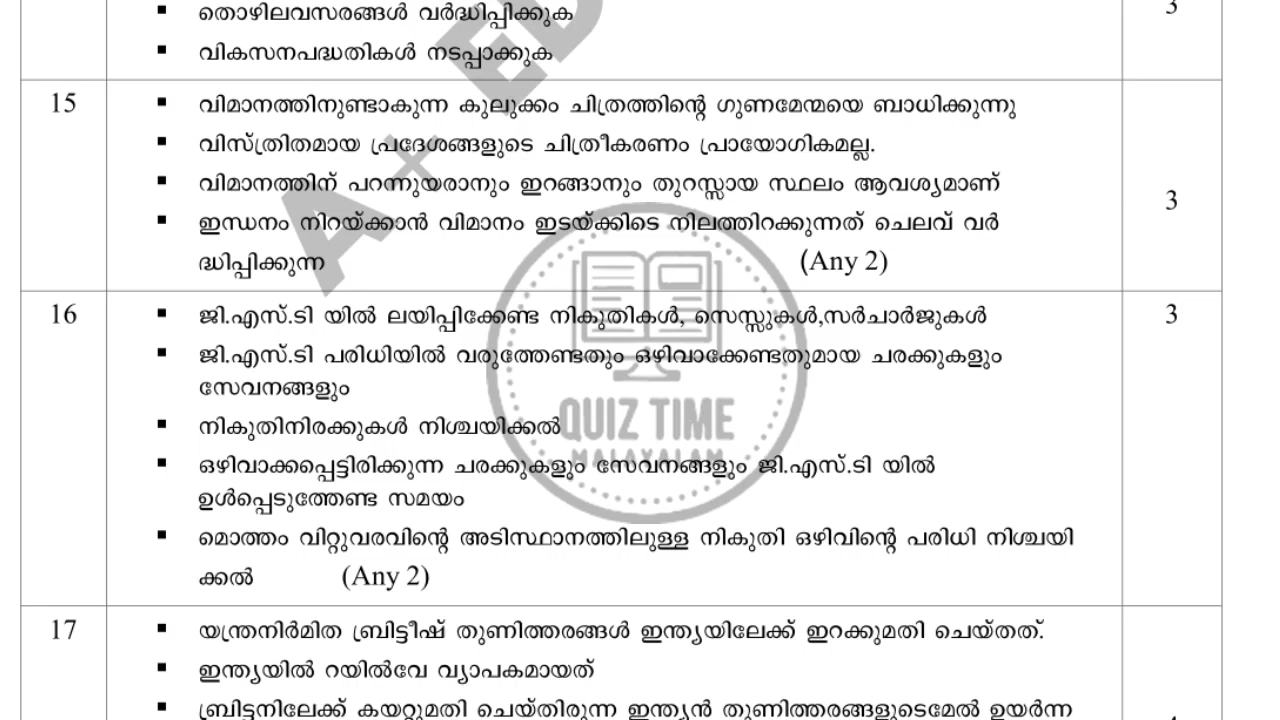 തൊഴിലവസരങ്ങൾ വർദ്ധിപ്പിക്കുക
3
വികസനപദ്ധതികൾ നടപ്പാക്കുക
15
വിമാനത്തിനുണ്ടാകുന്ന കുലുക്കം ചിത്രത്തിന്റെ ഗുണമേന്മയെ ബാധിക്കുന്നു
വിസ്ത്രിതമായ പ്രദേശങ്ങളുടെ ചിത്രീകരണം പ്രായോഗികമല്ല.
വിമാനത്തിന് പറന്നുയരാനും ഇറങ്ങാനും തുറസ്സായ സ്ഥലം ആവശ്യമാണ്
3
ഇന്ധനം നിറയ്ക്കാൻ വിമാനം ഇടയ്ക്കിടെ നിലത്തിറക്കുന്നത് ചെലവ് വർ
ദ്ധിപ്പിക്കുന്ന (Any 2)
16
ജി.എസ്.ടി യിൽ ലയിപ്പിക്കേണ്ട നികുതികൾ, സെസ്സുകൾ,സർചാർജുകൾ
3
ജി.എസ്.ടി പരിധിയിൽ വരുത്തേണ്ടതും ഒഴിവാക്കേണ്ടതുമായ ചരക്കുകളും
സേവനങ്ങളും
നികുതിനിരക്കുകൾ നിശ്ചയിക്കൽ
ഒഴിവാക്കപ്പെട്ടിരിക്കുന്ന ചരക്കുകളും സേവനങ്ങളും ജി.എസ്.ടി യിൽ
ഉൾപ്പെടുത്തേണ്ട സമയം
മൊത്തം വിറ്റുവരവിന്റെ അടിസ്ഥാനത്തിലുള്ള നികുതി ഒഴിവിന്റെ പരിധി നിശ്ചയി
ക്കൽ (Any 2)
17
യന്ത്രനിർമിത ബ്രിട്ടീഷ് തുണിത്തരങ്ങൾ ഇന്ത്യയിലേക്ക് ഇറക്കുമതി ചെയ്തത്.
ഇന്ത്യയിൽ റയിൽവേ വ്യാപകമായത്
ബ്രിട്ടനിലേക്ക് കയറ്റുമതി ചെയ്തിരുന്ന ഇന്ത്യൻ തുണിത്തരങ്ങളുടെമേൽ ഉയർന്ന
A+ ED
QUIZ TIME
MALAYALAM